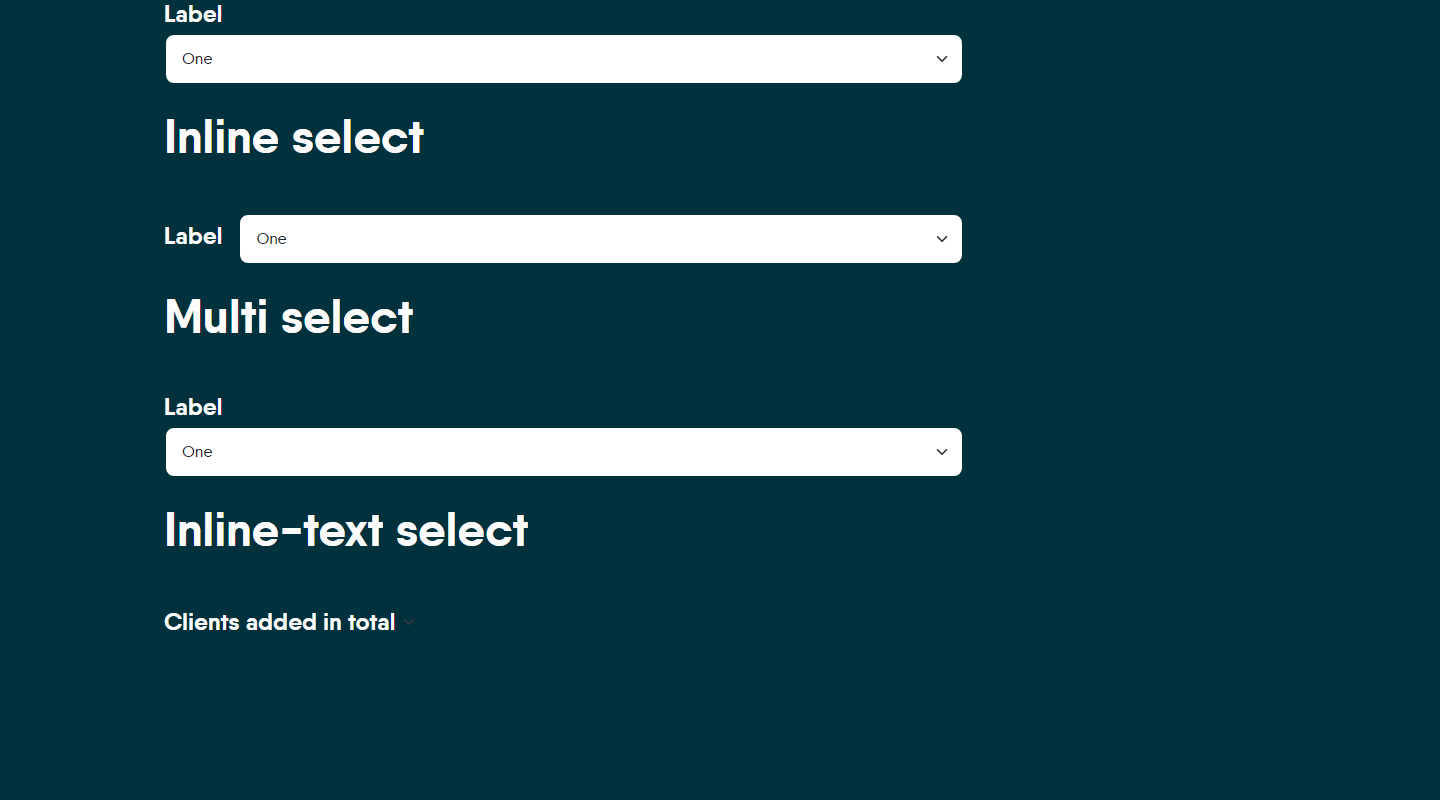 Label
One
Inline select
Label One
Multi select
Label
One
Inline-text select
Clients added in total